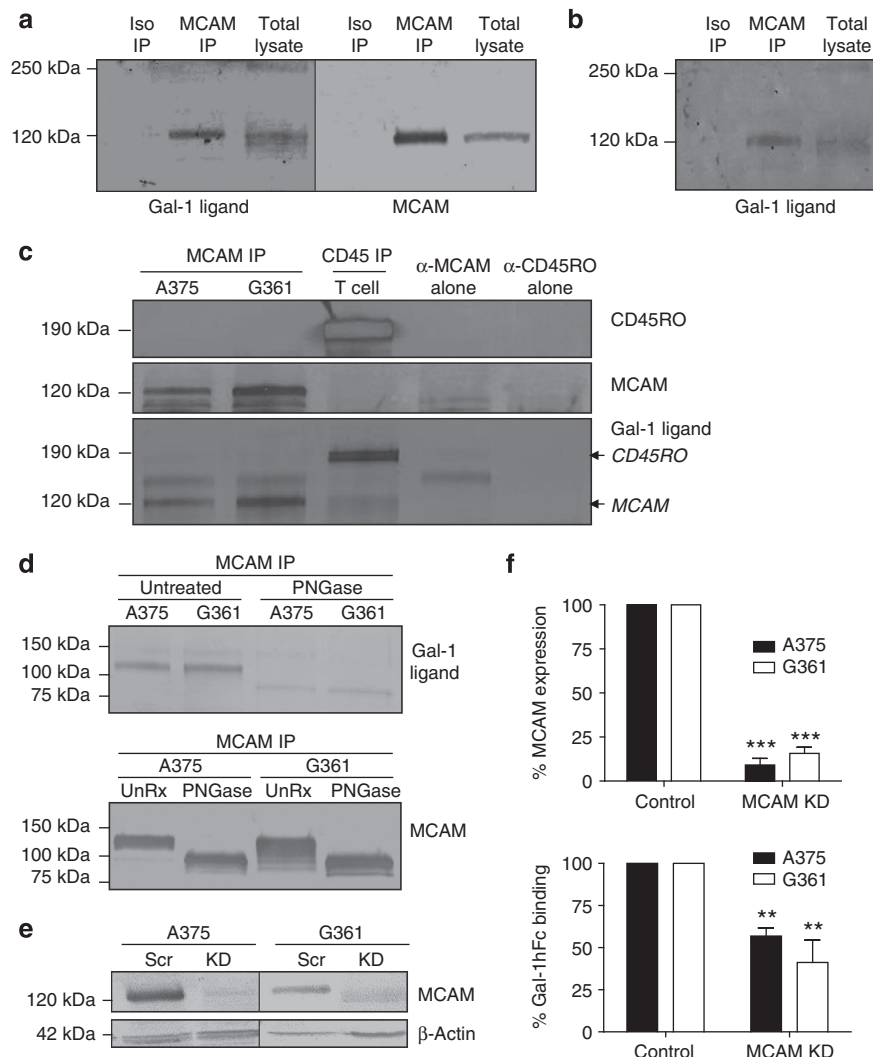 a
Iso IP
MCAM IP
Total lysate
Iso IP
MCAM IP
Total lysate
250 kDa
120 kDa
Gal-1 ligand
MCAM
b
Iso IP
MCAM IP
Total lysate
250 kDa
120 kDa
Gal-1 ligand
c
MCAM IP
CD45 IP
α-MCAM alone
α-CD45RO alone
A375
G361
T cell
190 kDa
CD45RO
120 kDa
MCAM
Gal-1 ligand
190 kDa
CD45RO
120 kDa
MCAM
d
MCAM IP
Untreated
PNGase
A375
G361
A375
G361
150 kDa
100 kDa
75 kDa
Gal-1 ligand
MCAM IP
A375
G361
UnRx
PNGase
UnRx
PNGase
150 kDa
100 kDa
75 kDa
MCAM
e
A375
G361
Scr
KD
Scr
KD
120 kDa
MCAM
42 kDa
β-Actin
f
% MCAM expression
100
75
50
25
0
A375
G361
***
***
Control
MCAM KD
% Gal-1hFc binding
100
75
50
25
0
A375
G361
**
**
Control
MCAM KD